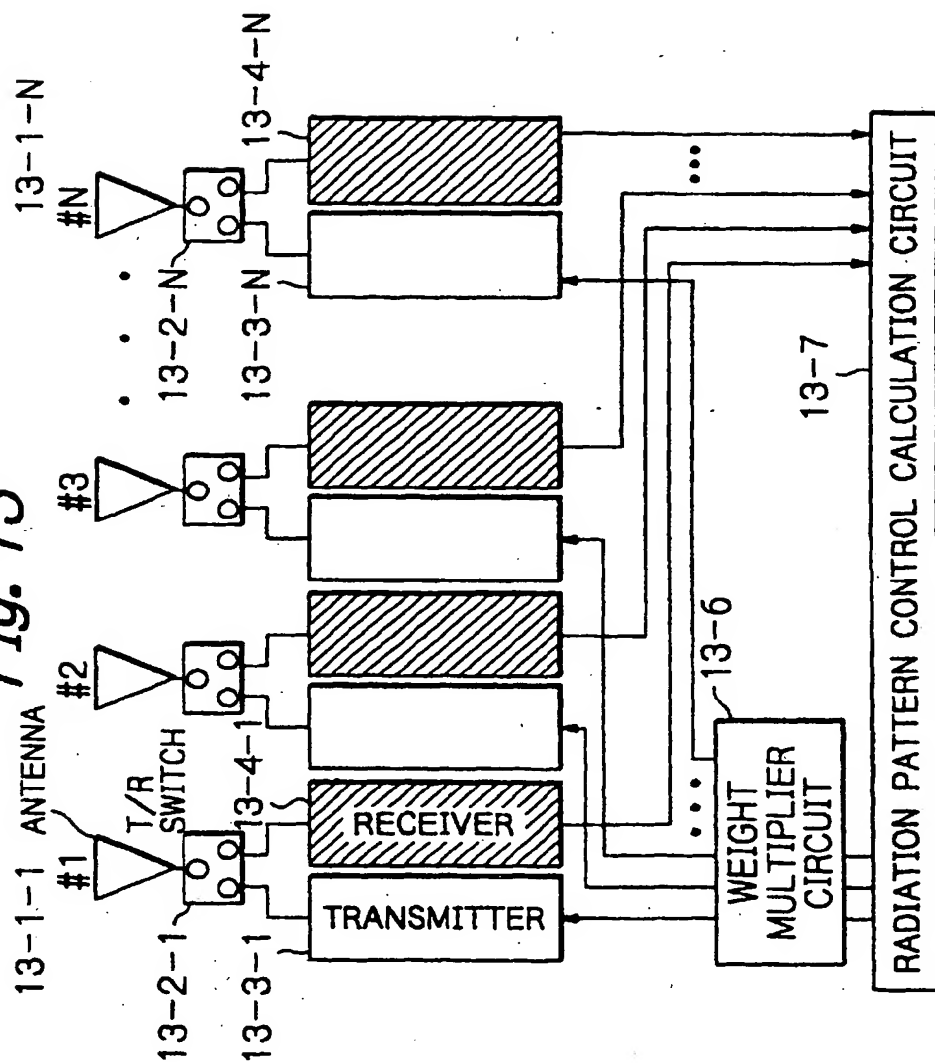 Fig. 13
13-1-1
ANTENNA
#1
#2
#3
#N
13-1-N
T/R
SWITCH
13-2-1
13-2-N
13-3-1
13-4-1
13-3-N
13-4-N
TRANSMITTER
RECEIVER
WEIGHT
MULTIPLIER
CIRCUIT
13-6
13-7
RADIATION PATTERN CONTROL CALCULATION CIRCUIT